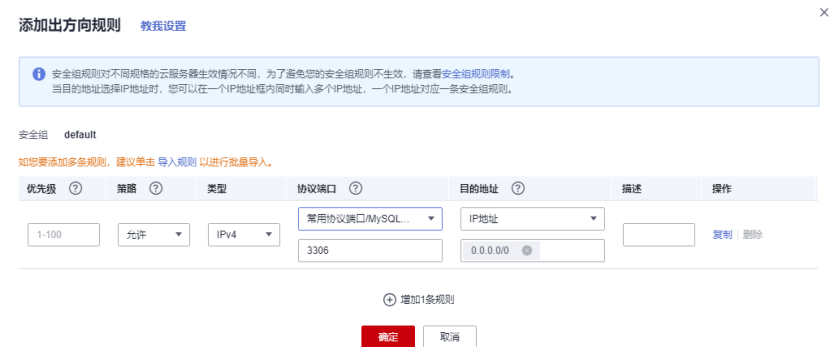 添加出方向规则 教我设置
安全组规则对不同规格的云服务器生效情况不同，为了避免您的安全组规则不生效，请查看安全组规则限制。
当目的地址选择IP地址时，您可以在一个IP地址框内同时输入多个IP地址，一个IP地址对应一条安全组规则。
安全组 default
如您要添加多条规则，建议单击 导入规则 以进行批量导入。
优先级 ? 策略 ? 类型 协议端口 ? 目的地址 ? 描述 操作
1-100 允许 IPv4 常用协议端口/MySQL... IP地址 复制 删除
3306 0.0.0.0/0
增加1条规则
确定 取消